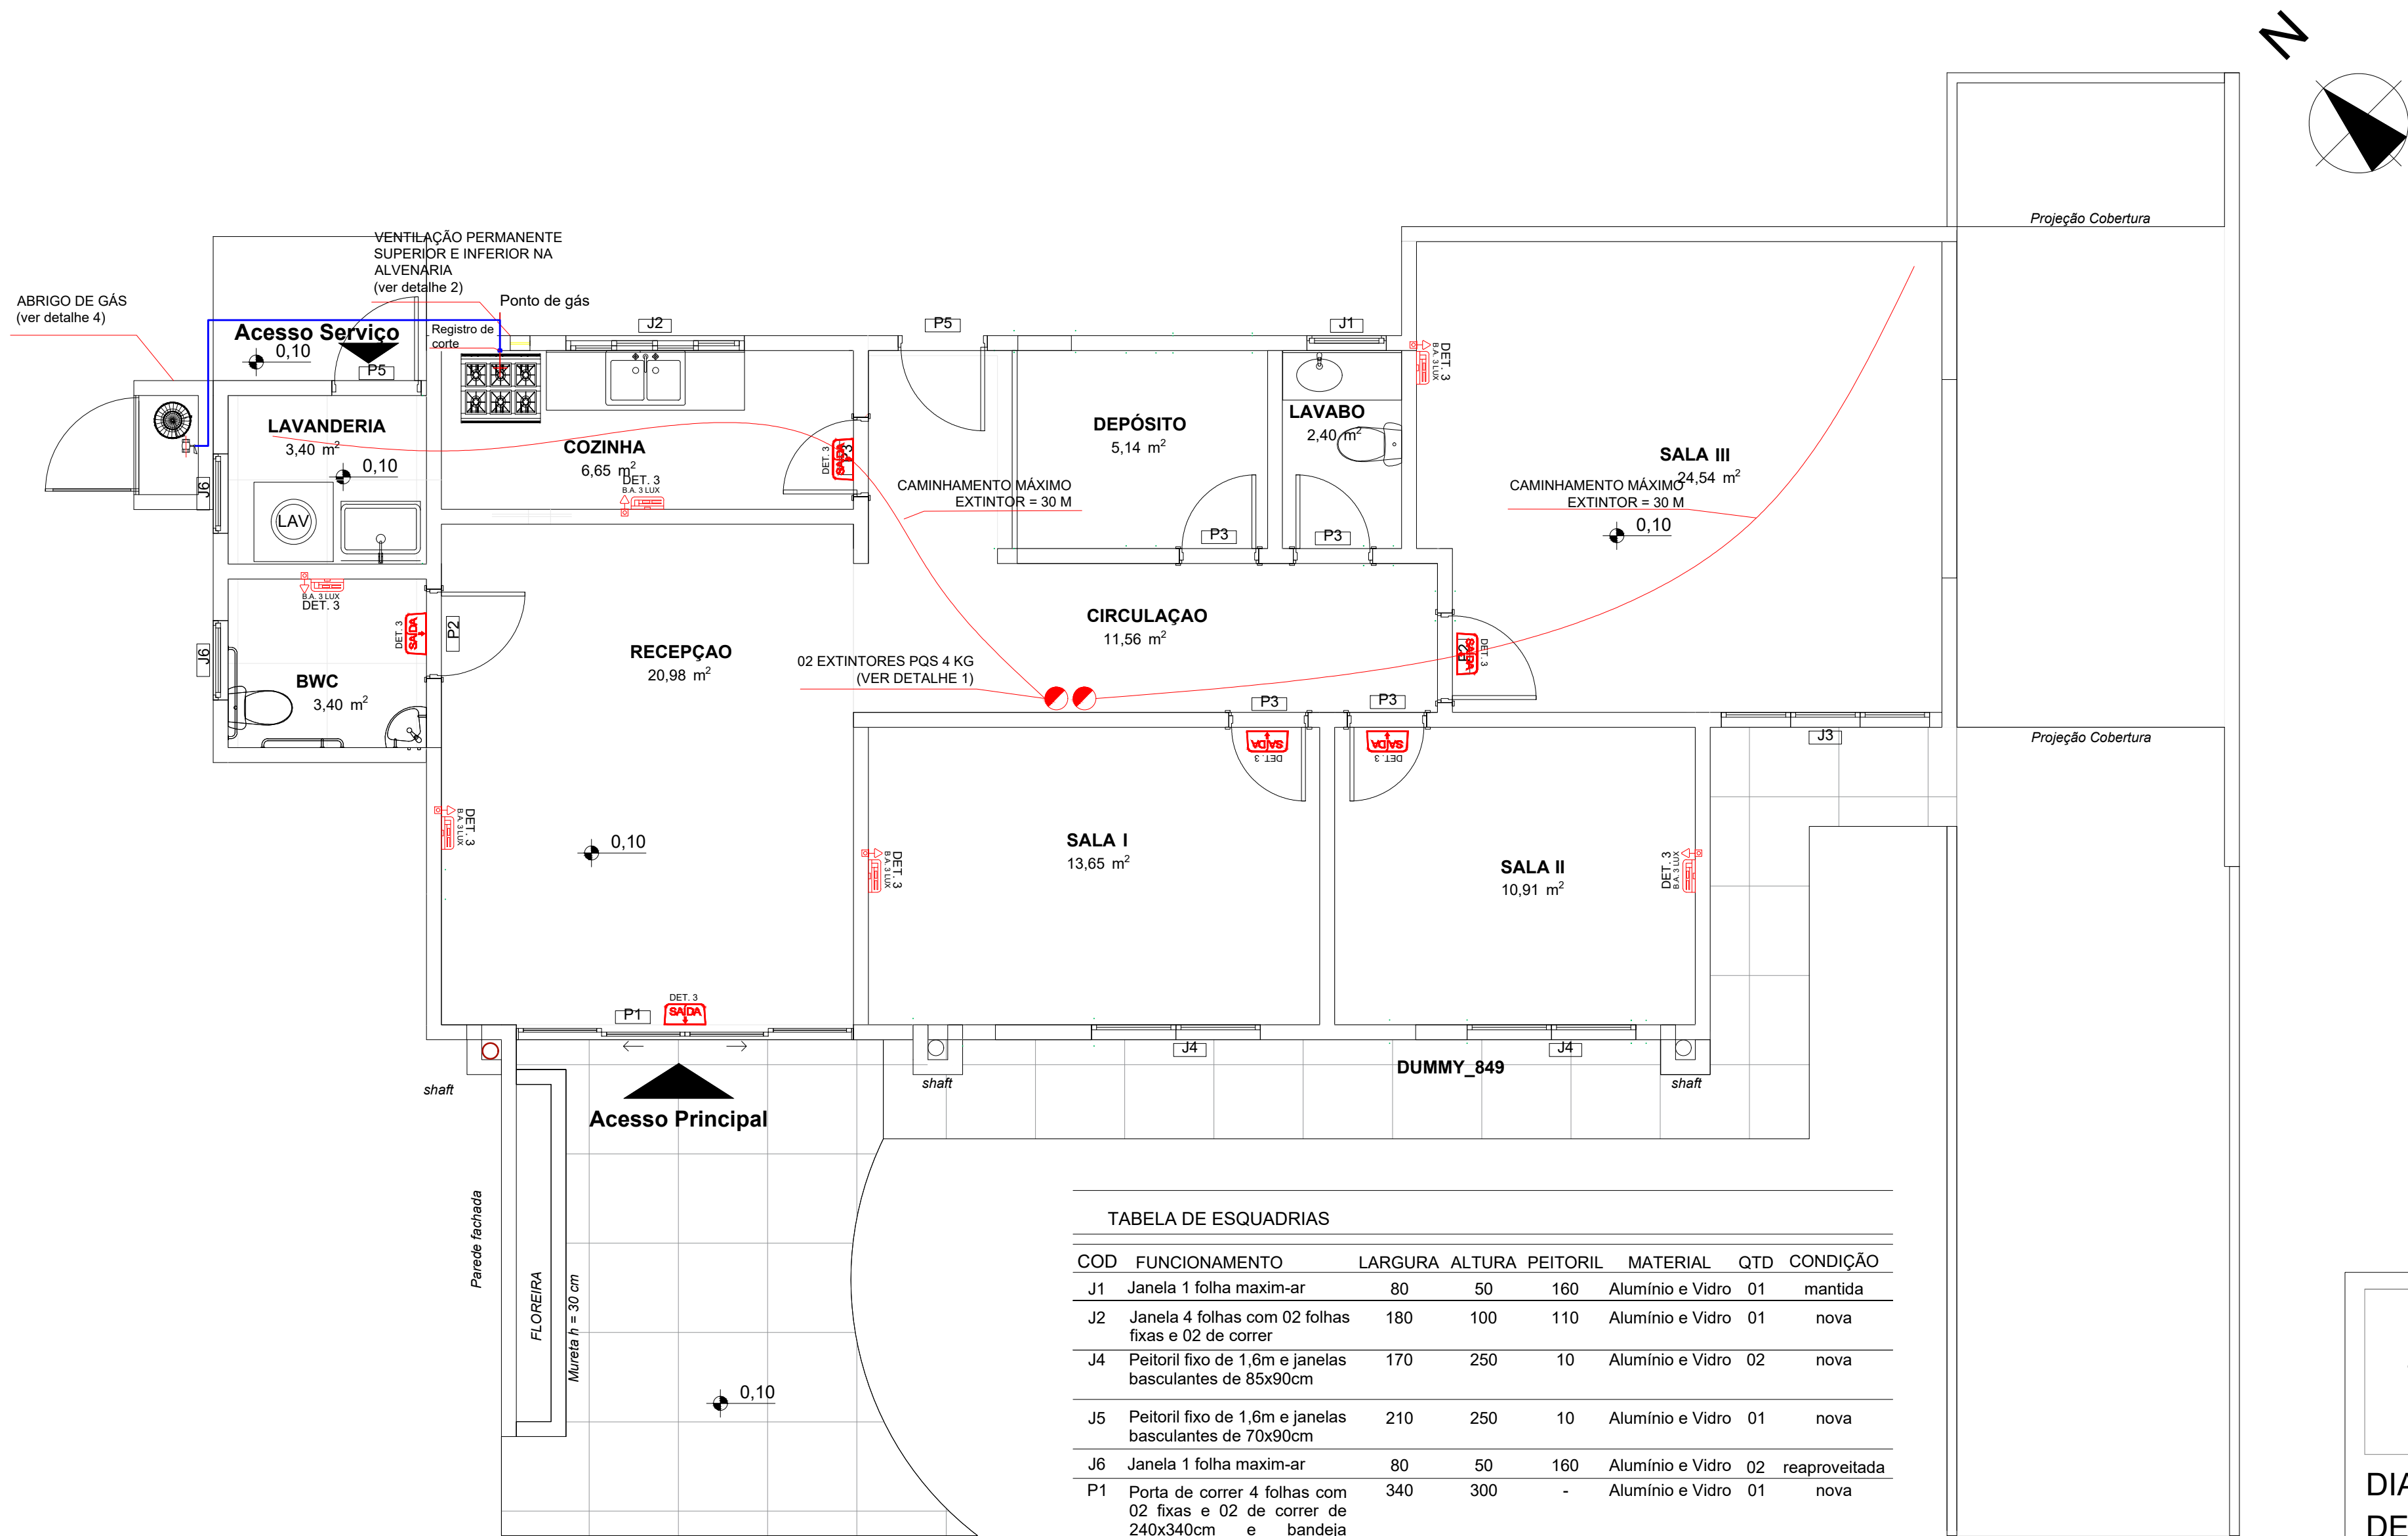 N
Projeção Cobertura
VENTILAÇÃO PERMANENTE
SUPERIOR E INFERIOR NA
ALVENARIA
(ver detalhe 2)
Ponto de gás
ABRIGO DE GÁS
(ver detalhe 4)
Acesso Serviço
0,10
P5
Registro de
corte
J2
P5
J1
DET. 3
B.A. 3 LUX
LAVANDERIA
3,40 m²
0,10
LAV
J6
COZINHA
6,65 m²
DET. 3
B.A. 3 LUX
DET. 3
SAÍDA
P3
DEPÓSITO
5,14 m²
LAVABO
2,40 m²
P3
P3
SALA III
24,54 m²
0,10
CAMINHAMENTO MÁXIMO
EXTINTOR = 30 M
CAMINHAMENTO MÁXIMO
EXTINTOR = 30 M
B.A. 3 LUX
DET. 3
DET. 3
SAÍDA
P2
J6
BWC
3,40 m²
RECEPÇAO
20,98 m²
CIRCULAÇAO
11,56 m²
02 EXTINTORES PQS 4 KG
(VER DETALHE 1)
P2
SAÍDA
DET. 3
P3
P3
SAÍDA
DET. 3
SAÍDA
DET. 3
J3
Projeção Cobertura
DET. 3
B.A. 3 LUX
0,10
DET. 3
B.A. 3 LUX
SALA I
13,65 m²
SALA II
10,91 m²
DET. 3
B.A. 3 LUX
DET. 3
SAÍDA
P1
J4
J4
DUMMY_849
shaft
shaft
shaft
Acesso Principal
Parede fachada
FLOREIRA
Mureta h = 30 cm
0,10
TABELA DE ESQUADRIAS
COD FUNCIONAMENTO LARGURA ALTURA PEITORIL MATERIAL QTD CONDIÇÃO
J1 Janela 1 folha maxim-ar 80 50 160 Alumínio e Vidro 01 mantida
J2 Janela 4 folhas com 02 folhas 180 100 110 Alumínio e Vidro 01 nova
fixas e 02 de correr
J4 Peitoril fixo de 1,6m e janelas 170 250 10 Alumínio e Vidro 02 nova
basculantes de 85x90cm
J5 Peitoril fixo de 1,6m e janelas 210 250 10 Alumínio e Vidro 01 nova
basculantes de 70x90cm
J6 Janela 1 folha maxim-ar 80 50 160 Alumínio e Vidro 02 reaproveitada
P1 Porta de correr 4 folhas com 340 300 - Alumínio e Vidro 01 nova
02 fixas e 02 de correr de
240x340cm e bandeja
DIA
DE